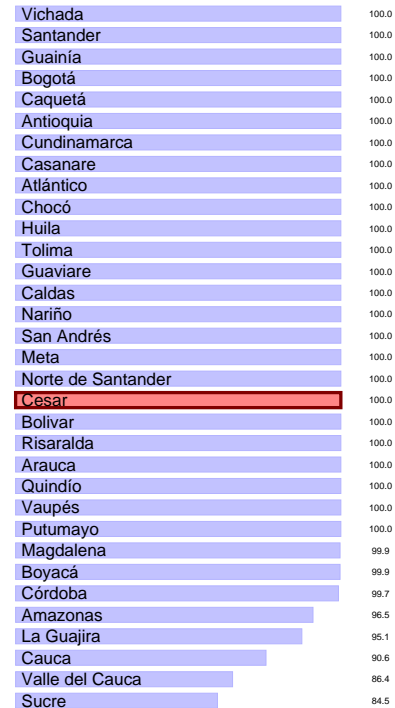 Vichada 100.0
Santander 100.0
Guainía 100.0
Bogotá 100.0
Caquetá 100.0
Antioquia 100.0
Cundinamarca 100.0
Casanare 100.0
Atlántico 100.0
Chocó 100.0
Huila 100.0
Tolima 100.0
Guaviare 100.0
Caldas 100.0
Nariño 100.0
San Andrés 100.0
Meta 100.0
Norte de Santander 100.0
Cesar 100.0
Bolivar 100.0
Risaralda 100.0
Arauca 100.0
Quindío 100.0
Vaupés 100.0
Putumayo 100.0
Magdalena 99.9
Boyacá 99.9
Córdoba 99.7
Amazonas 96.5
La Guajira 95.1
Cauca 90.6
Valle del Cauca 86.4
Sucre 84.5